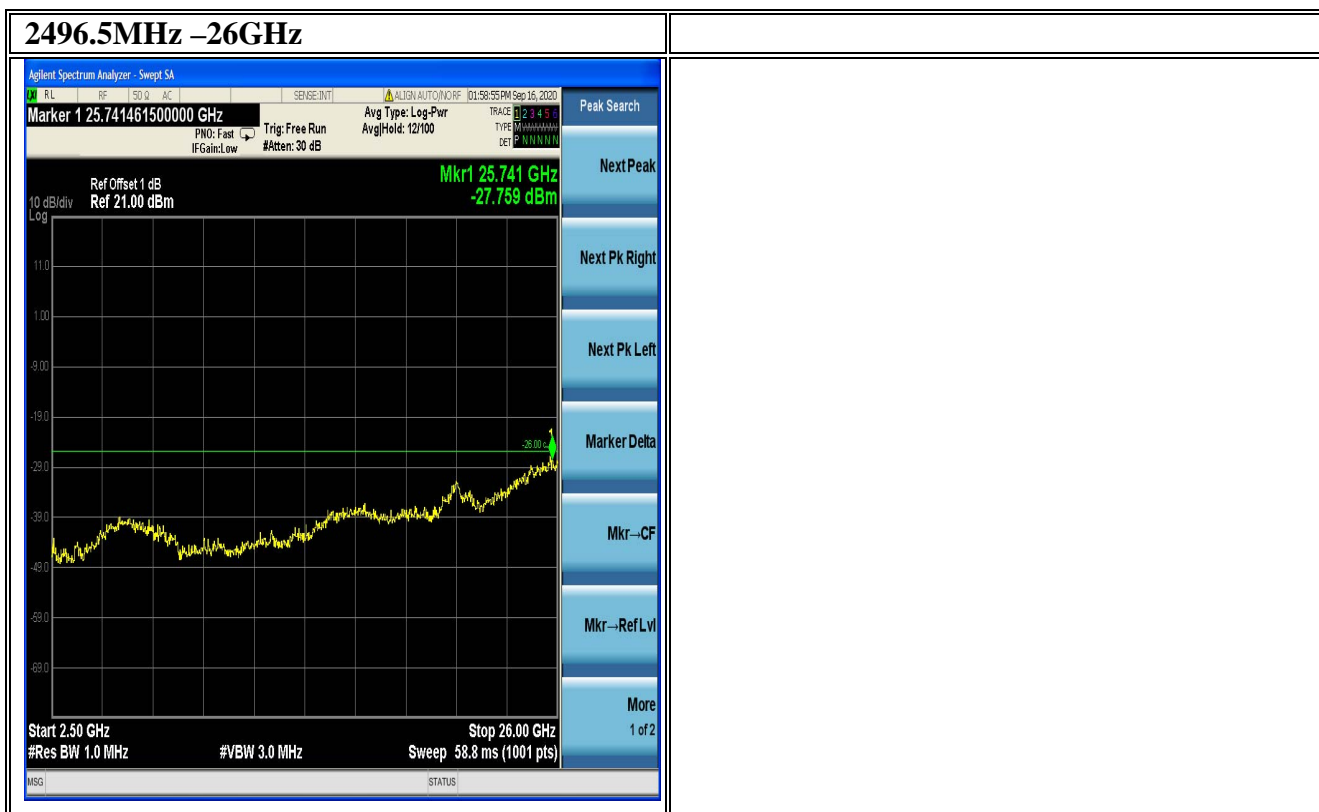 2496.5MHz –26GHz
Agilent Spectrum Analyzer - Swept SA
RL RF 50 Ω AC SENSE:INT ALIGN AUTO/NO RF 01:58:55 PM Sep 16, 2020
Marker 1 25.741461500000 GHz
PNO: Fast
IFGain:Low
Trig: Free Run
#Atten: 30 dB
Avg Type: Log-Pwr
Avg|Hold: 12/100
TRACE 1 2 3 4 5 6
TYPE M
DET P N N N N N
Mkr1 25.741 GHz
-27.759 dBm
Ref Offset 1 dB
10 dB/div Ref 21.00 dBm
Log
11.0
1.00
-9.00
-19.0
-29.0
-39.0
-49.0
-59.0
-69.0
1
Start 2.50 GHz Stop 26.00 GHz
#Res BW 1.0 MHz #VBW 3.0 MHz Sweep 58.8 ms (1001 pts)
MSG STATUS
Peak Search
Next Peak
Next Pk Right
Next Pk Left
Marker Delta
Mkr→CF
Mkr→Ref Lvl
More
1 of 2